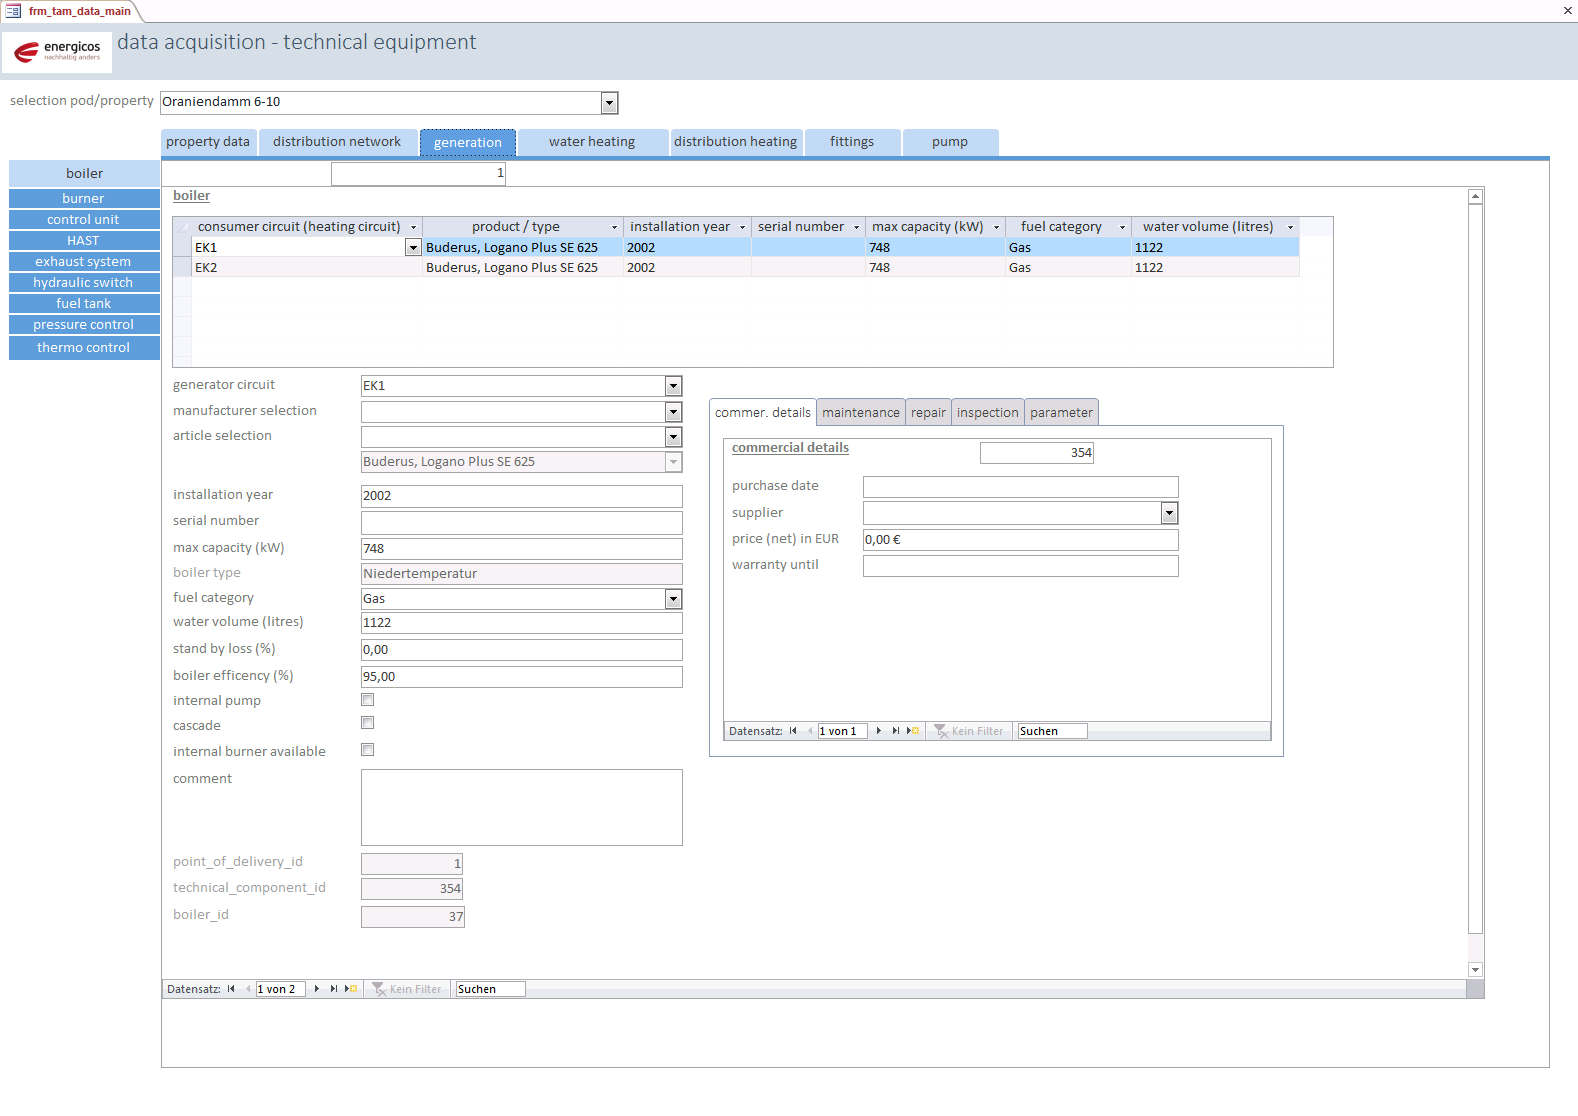 frm_tam_data_main
energicos
nachhaltig anders
data acquisition - technical equipment
selection pod/property Oraniendamm 6-10
property data distribution network generation water heating distribution heating fittings pump
boiler
burner
control unit
HAST
exhaust system
hydraulic switch
fuel tank
pressure control
thermo control
1
boiler
consumer circuit (heating circuit) product / type installation year serial number max capacity (kW) fuel category water volume (litres)
EK1 Buderus, Logano Plus SE 625 2002 748 Gas 1122
EK2 Buderus, Logano Plus SE 625 2002 748 Gas 1122
generator circuit EK1
manufacturer selection
article selection
Buderus, Logano Plus SE 625
installation year 2002
serial number
max capacity (kW) 748
boiler type Niedertemperatur
fuel category Gas
water volume (litres) 1122
stand by loss (%) 0,00
boiler efficency (%) 95,00
internal pump
cascade
internal burner available
comment
point_of_delivery_id 1
technical_component_id 354
boiler_id 37
commer. details maintenance repair inspection parameter
commercial details 354
purchase date
supplier
price (net) in EUR 0,00 €
warranty until
Datensatz: 1 von 1 Kein Filter Suchen
Datensatz: 1 von 2 Kein Filter Suchen